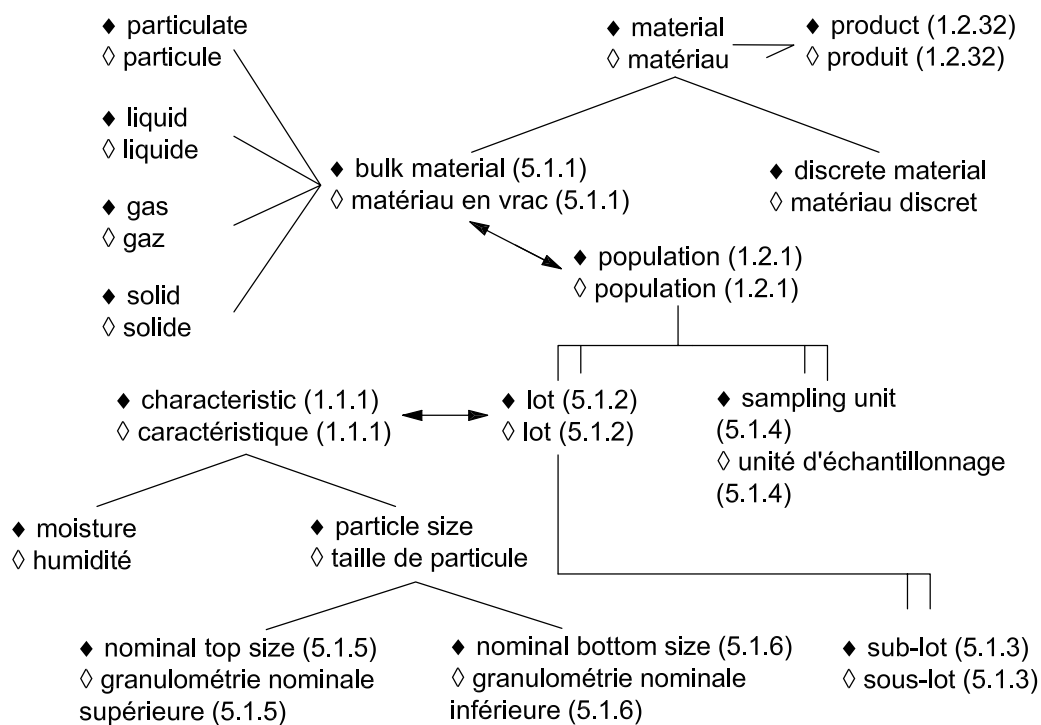 ♦ particulate
◊ particule
♦ material
◊ matériau
♦ product (1.2.32)
◊ produit (1.2.32)
♦ liquid
◊ liquide
♦ bulk material (5.1.1)
◊ matériau en vrac (5.1.1)
♦ discrete material
◊ matériau discret
♦ gas
◊ gaz
♦ population (1.2.1)
◊ population (1.2.1)
♦ solid
◊ solide
♦ characteristic (1.1.1)
◊ caractéristique (1.1.1)
♦ lot (5.1.2)
◊ lot (5.1.2)
♦ sampling unit
(5.1.4)
◊ unité d'échantillonnage
(5.1.4)
♦ moisture
◊ humidité
♦ particle size
◊ taille de particule
♦ nominal top size (5.1.5)
◊ granulométrie nominale
supérieure (5.1.5)
♦ nominal bottom size (5.1.6)
◊ granulométrie nominale
inférieure (5.1.6)
♦ sub-lot (5.1.3)
◊ sous-lot (5.1.3)